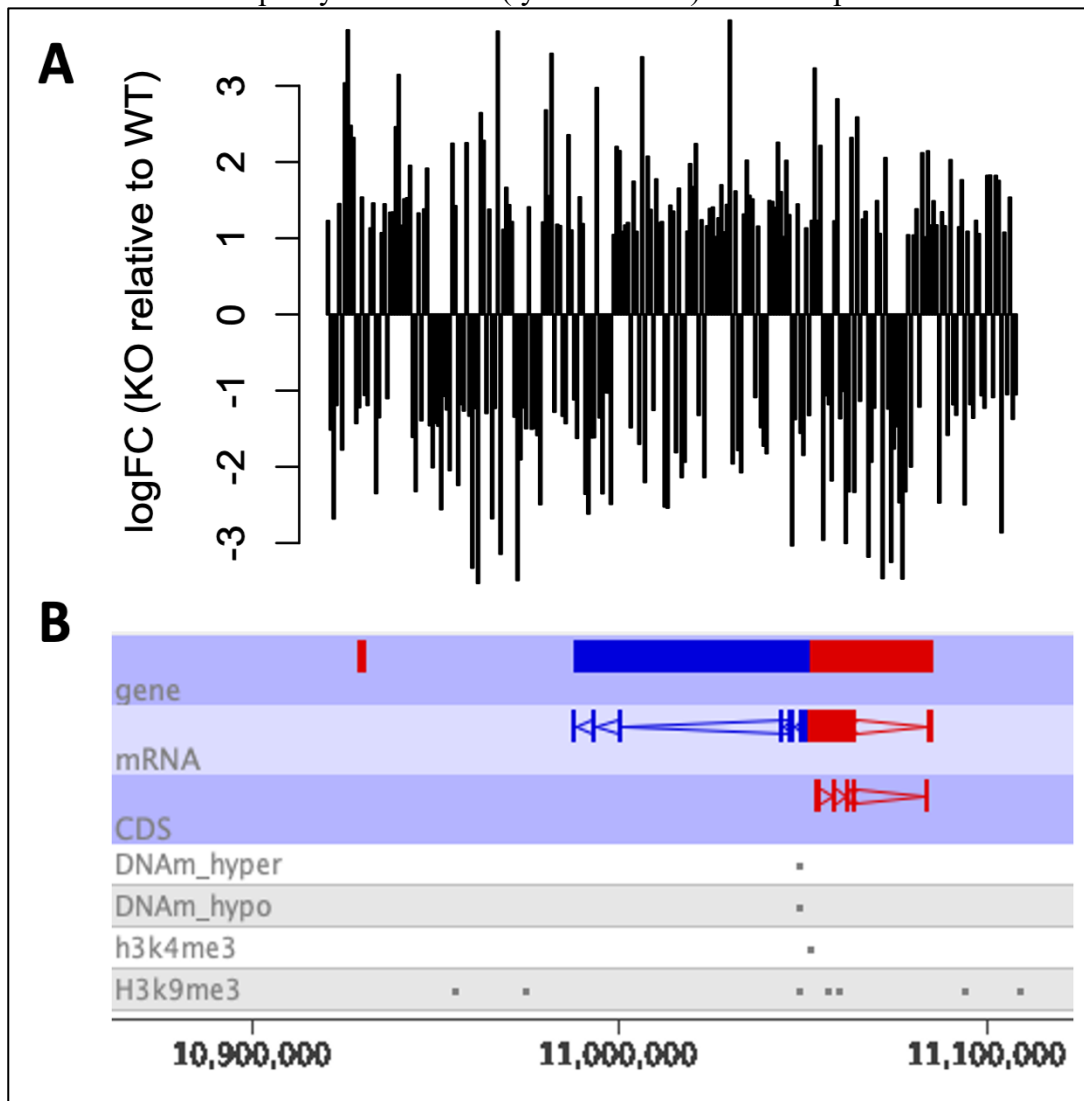 A
logFC (KO relative to WT)
3
2
1
0
-1
-2
-3
B
gene
mRNA
CDS
DNAm_hyper
DNAm_hypo
h3k4me3
H3k9me3
10,900,000 11,000,000 11,100,000